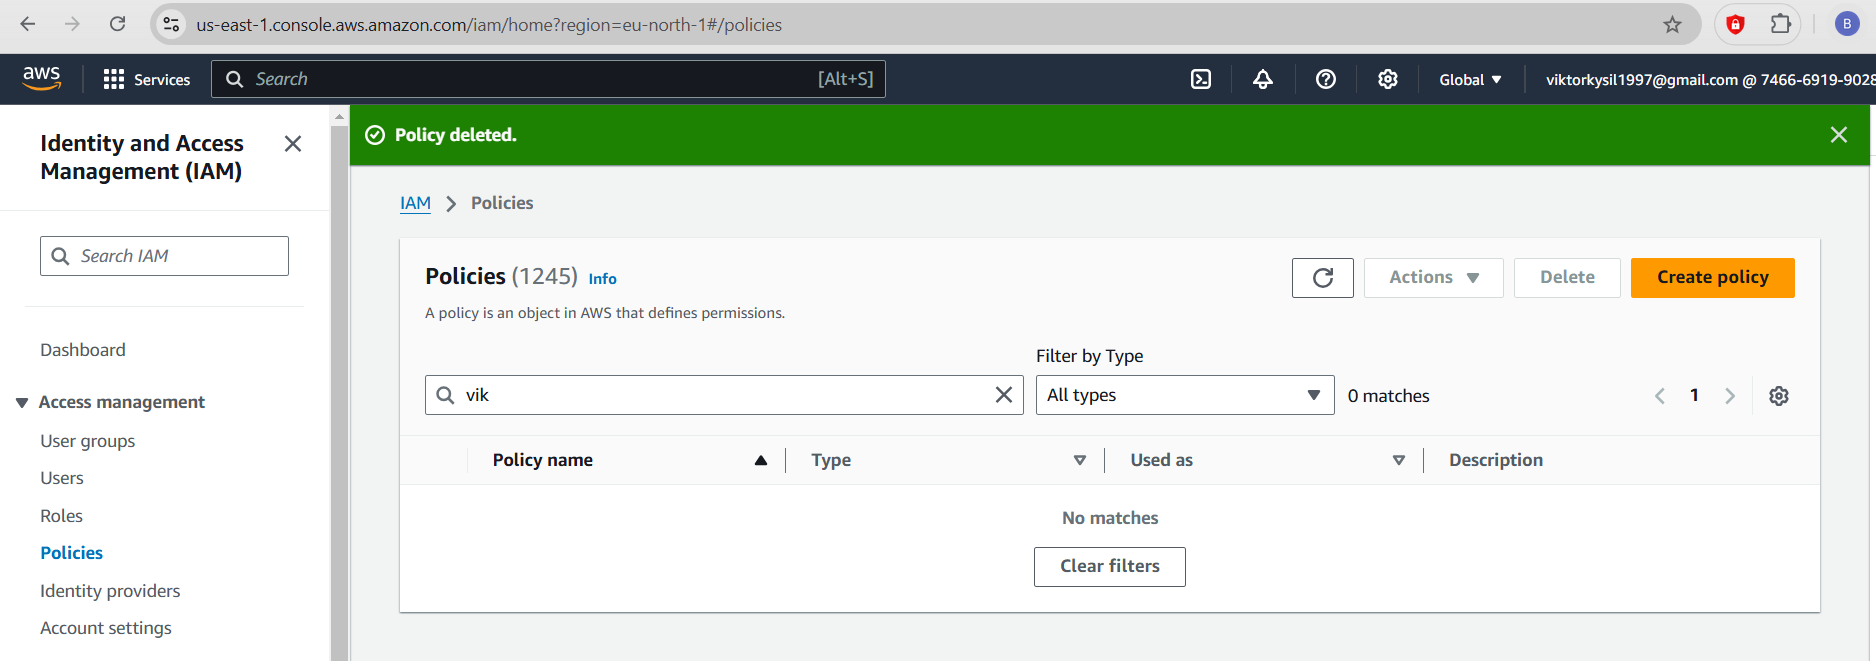 us-east-1.console.aws.amazon.com/iam/home?region=eu-north-1#/policies
B
aws
Services
Search
[Alt+S]
Global
viktorkysil1997@gmail.com @ 7466-6919-9028
Identity and Access
Management (IAM)
Search IAM
Dashboard
Access management
User groups
Users
Roles
Policies
Identity providers
Account settings
Policy deleted.
IAM > Policies
Policies (1245) Info
A policy is an object in AWS that defines permissions.
Actions
Delete
Create policy
Filter by Type
vik
All types
0 matches
1
Policy name
Type
Used as
Description
No matches
Clear filters